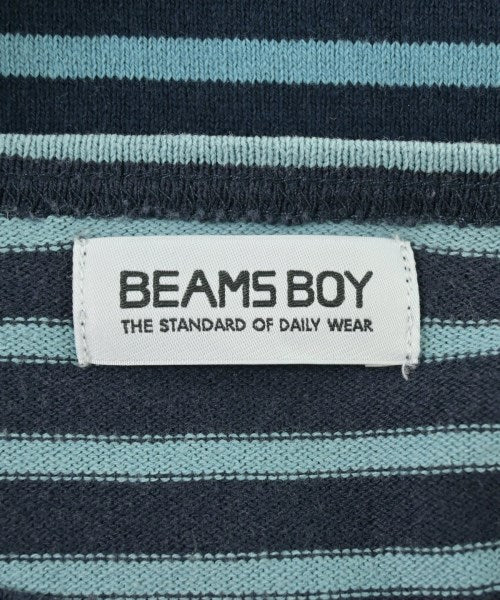 BEAMS BOY
THE STANDARD OF DAILY WEAR